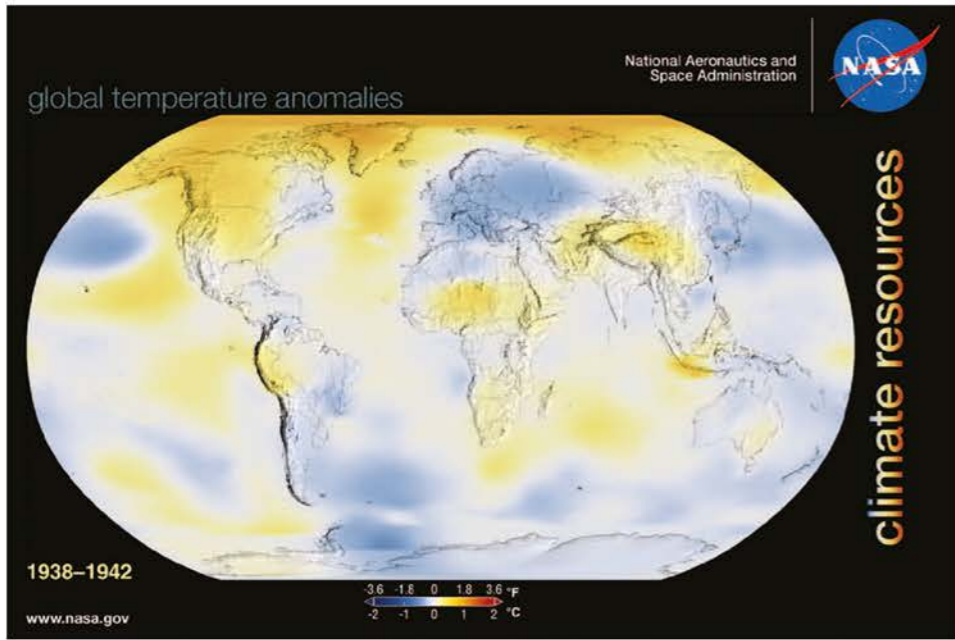 National Aeronautics and
Space Administration
NASA
global temperature anomalies
climate resources
1938–1942
-3.6 -1.8 0 1.8 3.6 °F
-2 -1 0 1 2 °C
www.nasa.gov